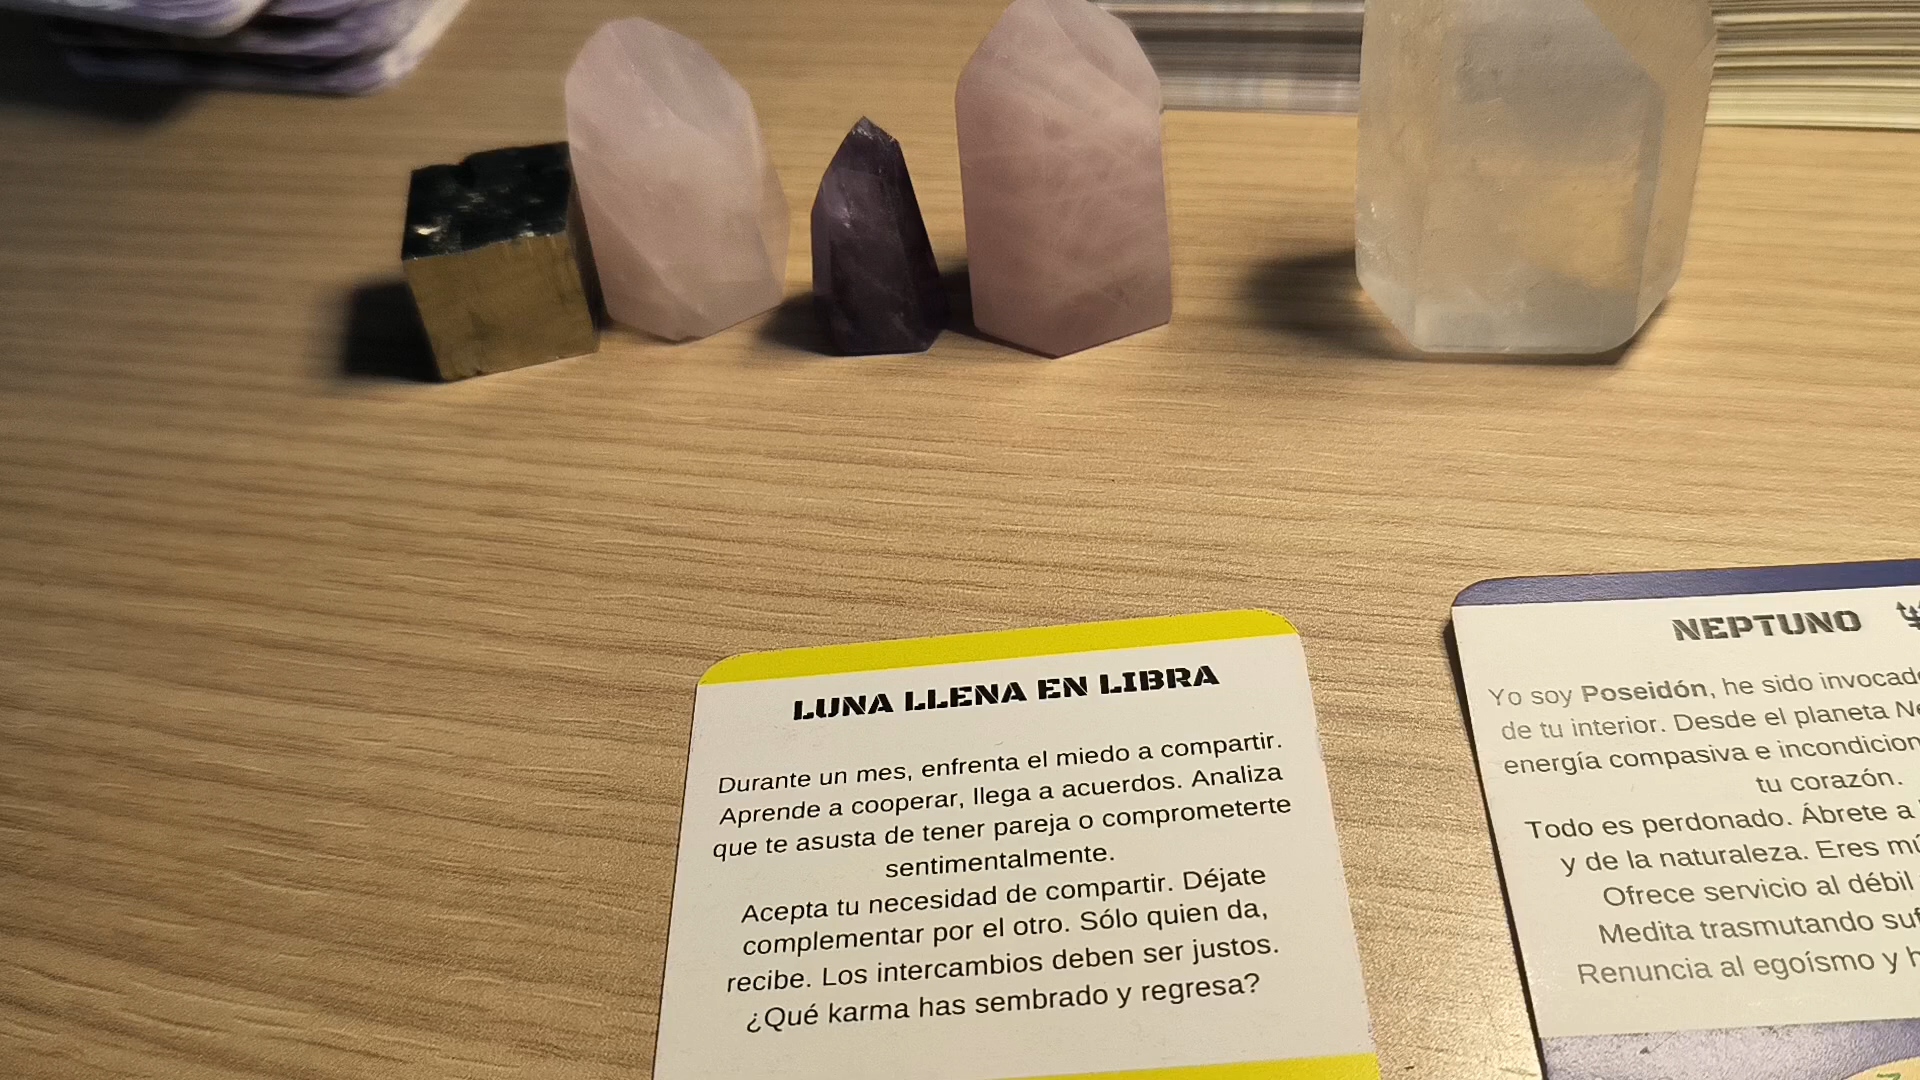 LUNA LLENA EN LIBRA
Durante un mes, enfrenta el miedo a compartir.
Aprende a cooperar, llega a acuerdos. Analiza
que te asusta de tener pareja o comprometerte
sentimentalmente.
Acepta tu necesidad de compartir. Déjate
complementar por el otro. Sólo quien da,
recibe. Los intercambios deben ser justos.
¿Qué karma has sembrado y regresa?
NEPTUNO
Yo soy Poseidón, he sido
de tu interior. Desde el planeta
energía compasiva e
tu corazón.
Todo es perdonado. Ábrete a
y de la naturaleza. Eres
Ofrece servicio al débil
Medita trasmutando
Renuncia al egoísmo y